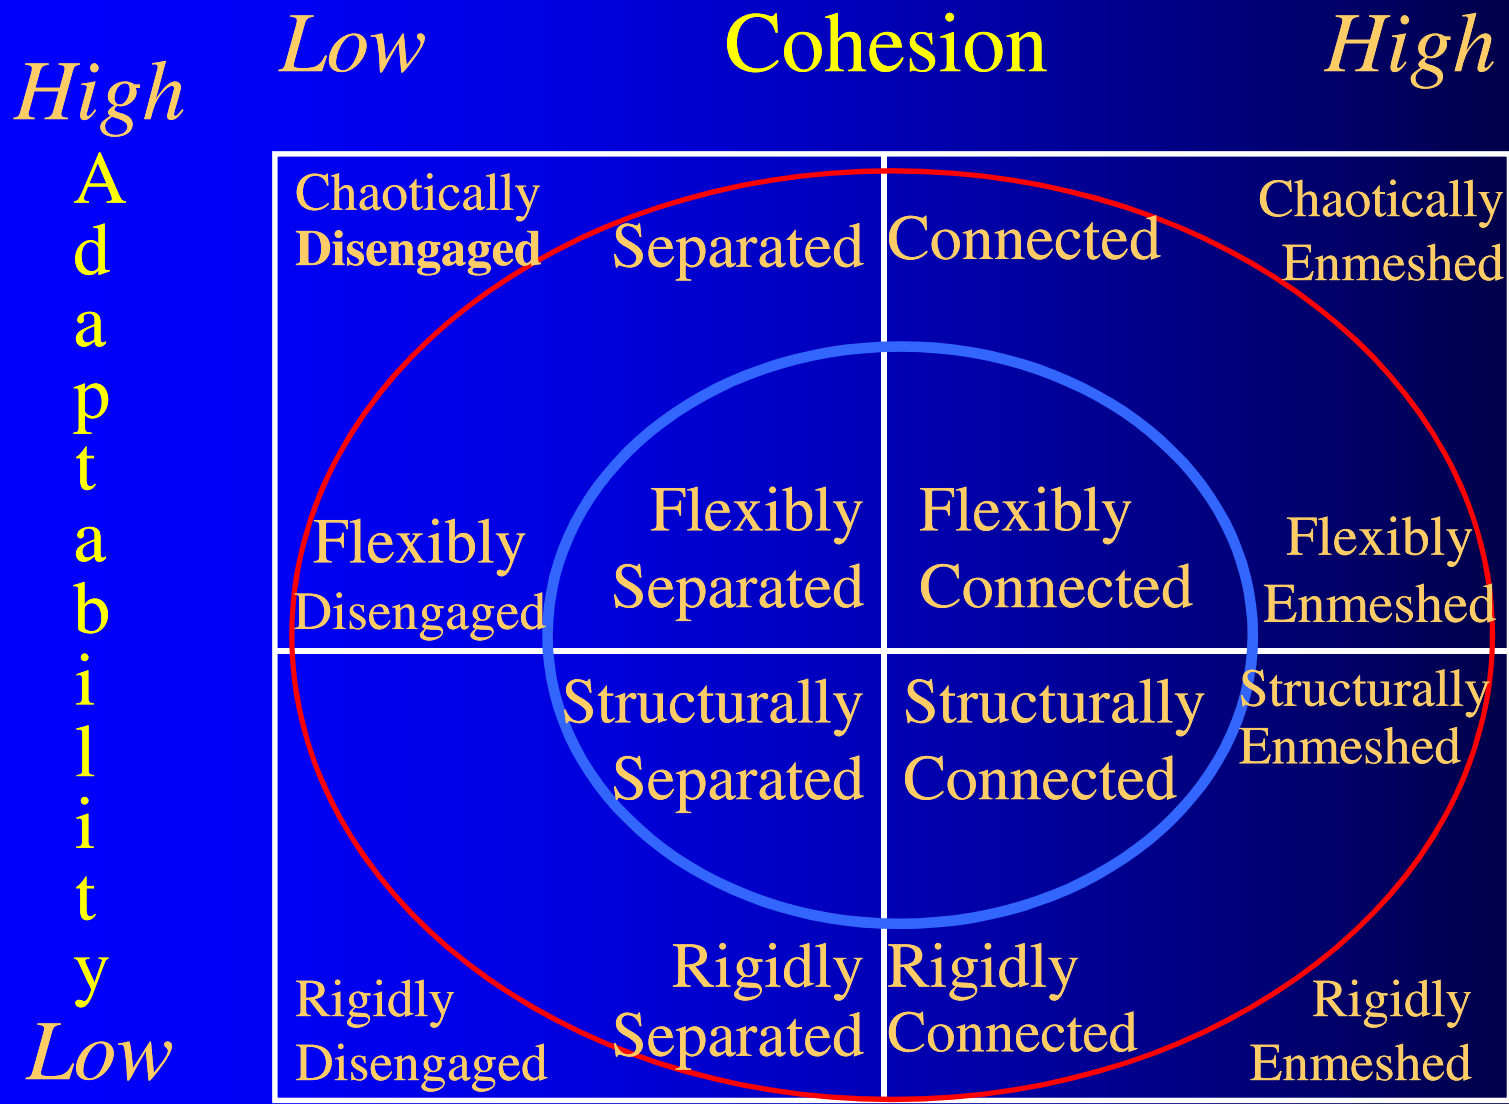 Low Cohesion High
High
A
d
a
p
t
a
b
i
l
i
t
y
Low
Chaotically
Disengaged
Separated
Connected
Chaotically
Enmeshed
Flexibly
Disengaged
Flexibly
Separated
Flexibly
Connected
Flexibly
Enmeshed
Structurally
Separated
Structurally
Connected
Structurally
Enmeshed
Rigidly
Disengaged
Rigidly
Separated
Rigidly
Connected
Rigidly
Enmeshed